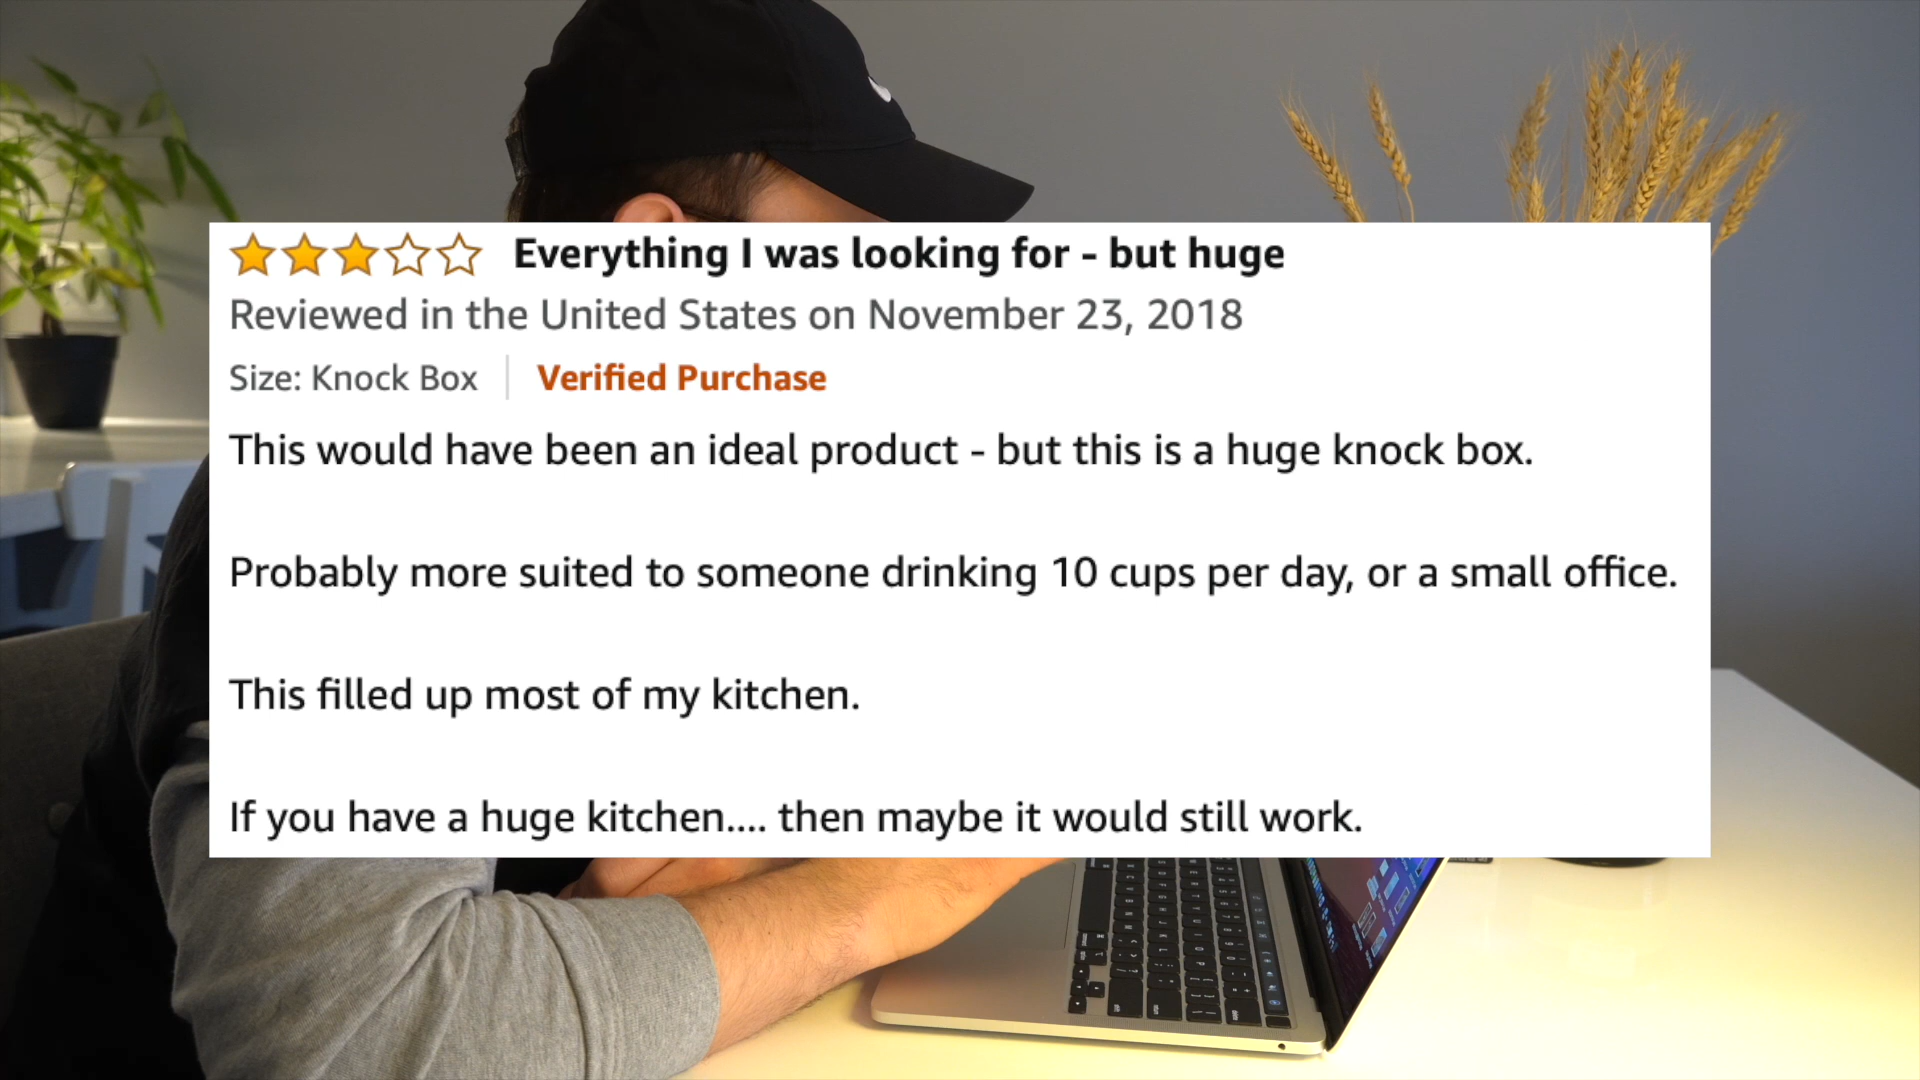 Everything I was looking for - but huge
Reviewed in the United States on November 23, 2018
Size: Knock Box | Verified Purchase
This would have been an ideal product - but this is a huge knock box.
Probably more suited to someone drinking 10 cups per day, or a small office.
This filled up most of my kitchen.
If you have a huge kitchen.... then maybe it would still work.